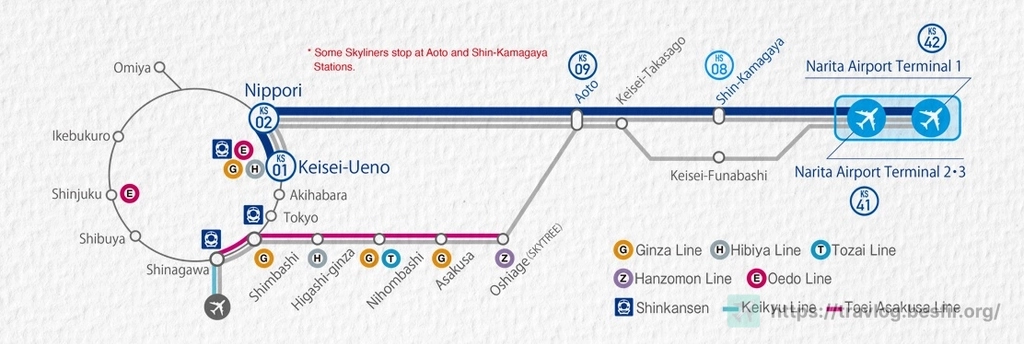 * Some Skyliners stop at Aoto and Shin-Kamagaya
Stations.
Omiya
Nippori
KS
02
Ikebukuro
E
G
H
KS
01
Keisei-Ueno
Shinjuku
E
Akihabara
Tokyo
Shibuya
Shinagawa
G
Shimbashi
H
Higashi-ginza
G
T
Nihombashi
G
Asakusa
Z
Oshiage (SKYTREE)
KS
09
Aoto
Keisei-Takasago
HS
08
Shin-Kamagaya
Keisei-Funabashi
KS
42
Narita Airport Terminal 1
Narita Airport Terminal 2•3
KS
41
G Ginza Line H Hibiya Line T Tozai Line
Z Hanzomon Line E Oedo Line
Shinkansen Keikyu Line Toei Asakusa Line
https://travlog.beshi.org/